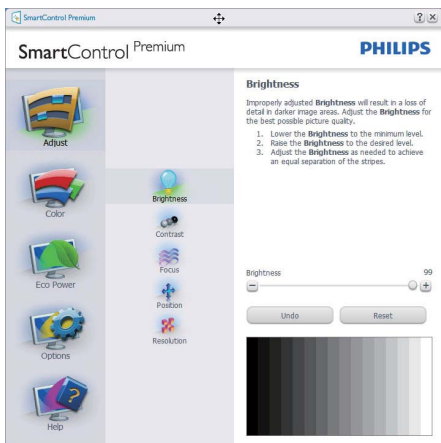 SmartControl Premium
SmartControl Premium
PHILIPS
Adjust
Color
Eco Power
Options
Help
Brightness
Contrast
Focus
Position
Resolution
Brightness
Improperly adjusted Brightness will result in a loss of
detail in darker image areas. Adjust the Brightness for
the best possible picture quality.
1. Lower the Brightness to the minimum level.
2. Raise the Brightness to the desired level.
3. Adjust the Brightness as needed to achieve
an equal separation of the stripes.
Brightness 99
Undo Reset